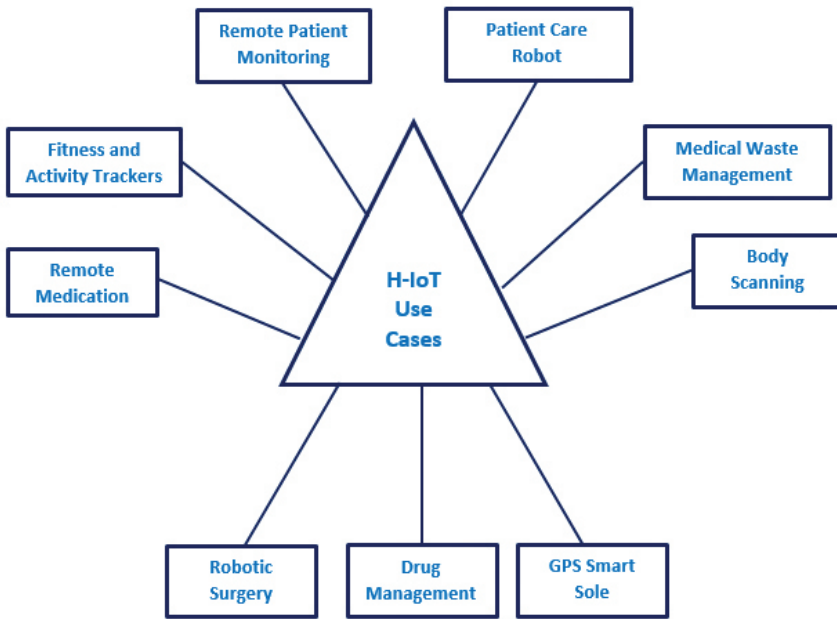 Remote Patient
Monitoring
Patient Care
Robot
Fitness and
Activity Trackers
Medical Waste
Management
Remote
Medication
H-IoT
Use
Cases
Body
Scanning
Robotic
Surgery
Drug
Management
GPS Smart
Sole